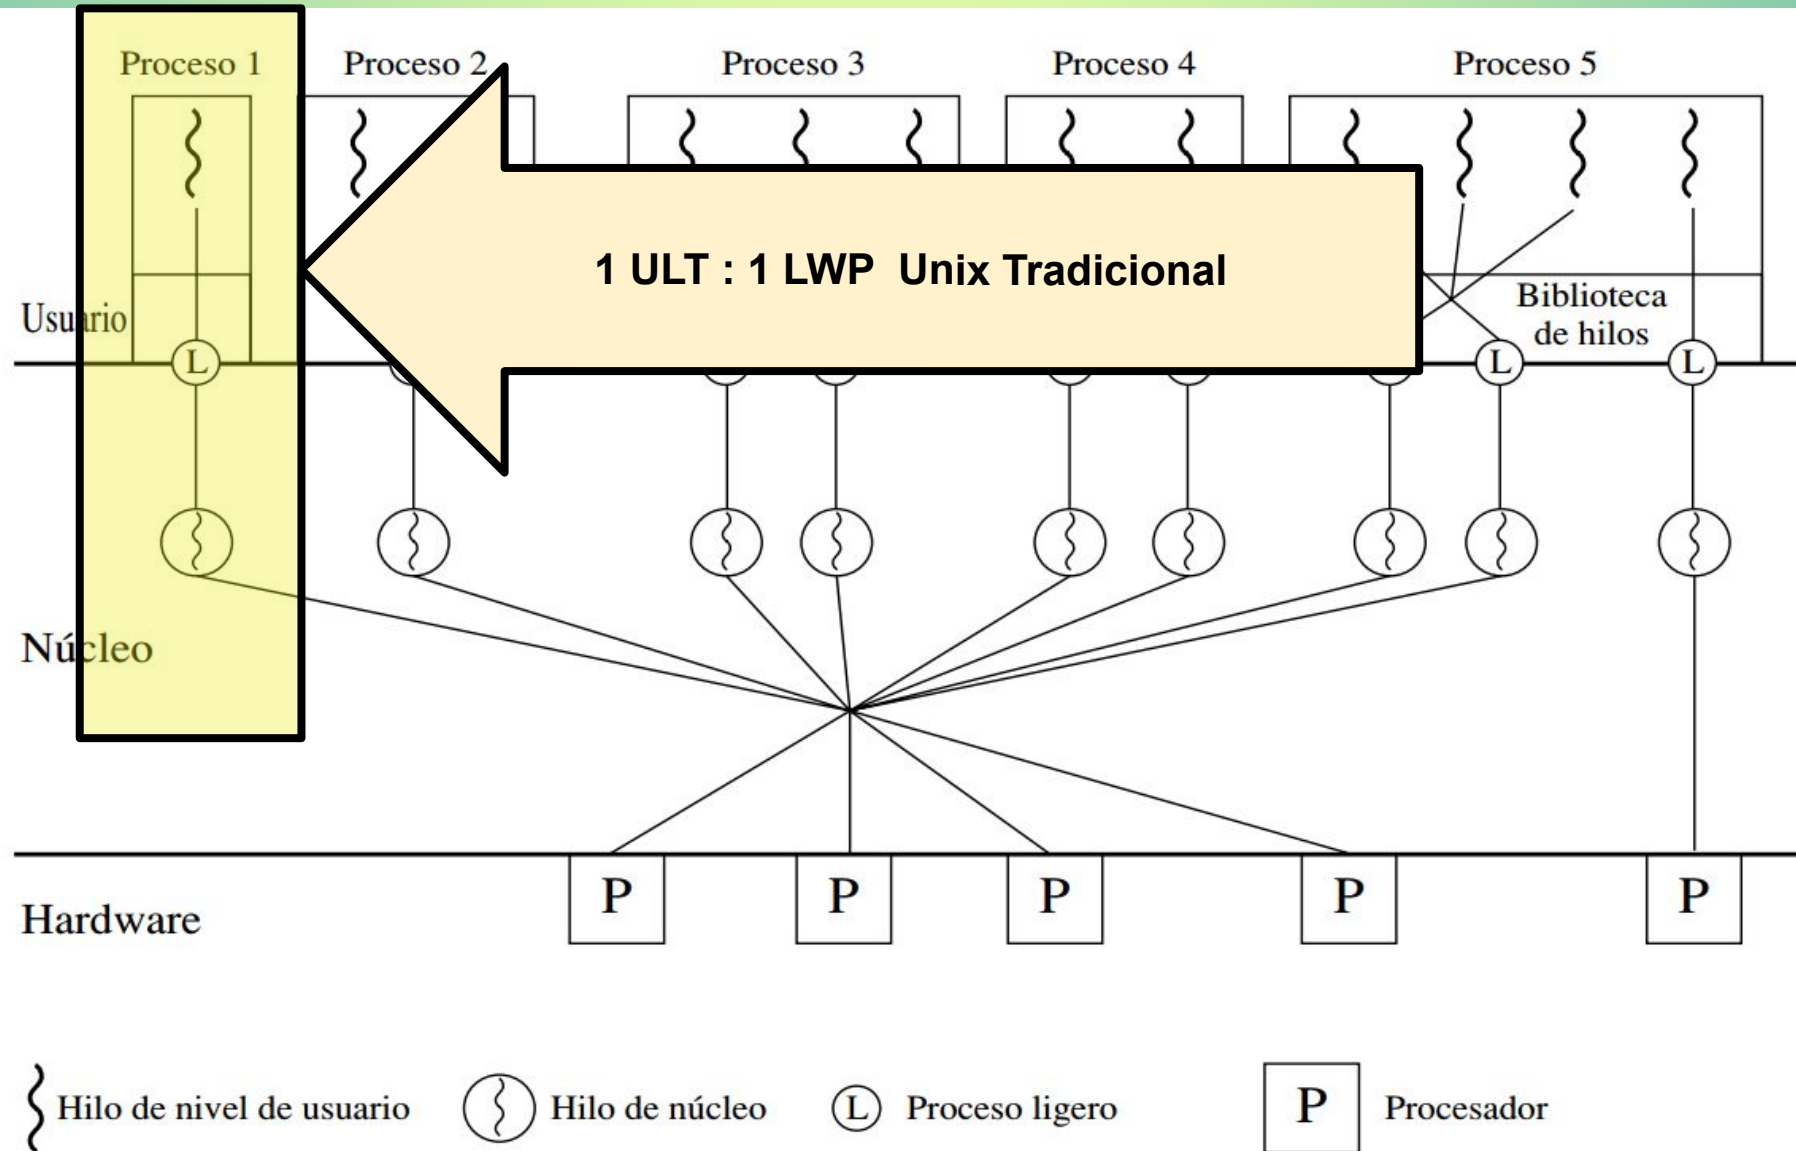 Proceso 1
Proceso 2
Proceso 3
Proceso 4
Proceso 5
1 ULT : 1 LWP Unix Tradicional
Usuario
Biblioteca
de hilos
L
L
L
Núcleo
P
P
P
P
P
Hardware
Hilo de nivel de usuario
Hilo de núcleo
L
Proceso ligero
P
Procesador